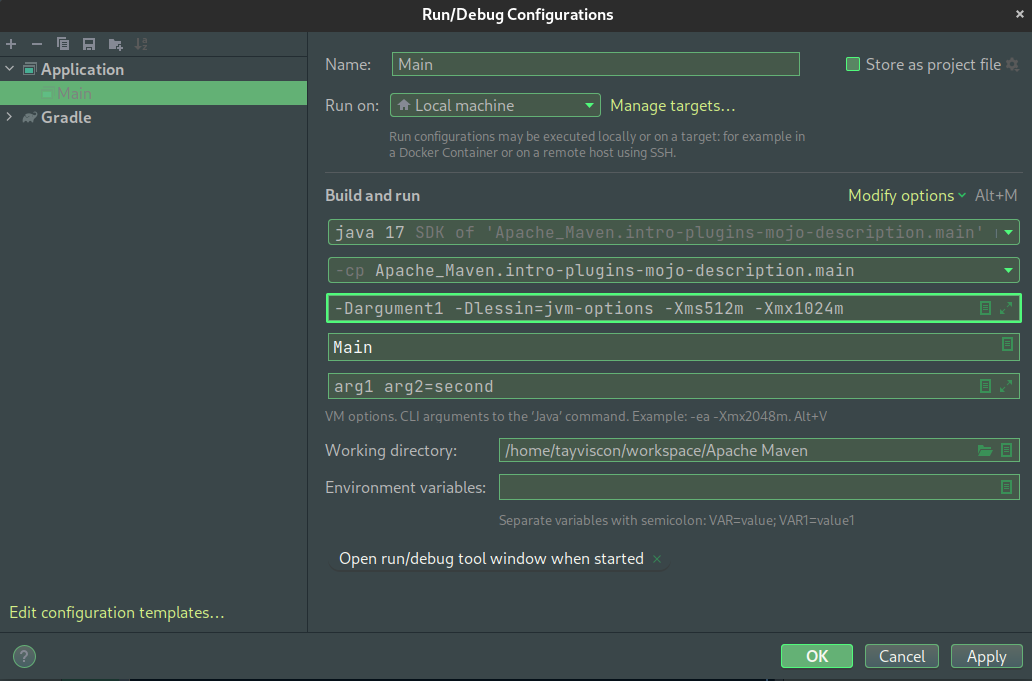 Run/Debug Configurations
Application
Main
Gradle
Edit configuration templates...
Name: Main Store as project file
Run on: Local machine Manage targets...
Run configurations may be executed locally or on a target: for example in
a Docker Container or on a remote host using SSH.
Build and run Modify options Alt+M
java 17 SDK of 'Apache_Maven.intro-plugins-mojo-description.main'
-cp Apache_Maven.intro-plugins-mojo-description.main
-Dargument1 -Dlessin=jvm-options -Xms512m -Xmx1024m
Main
arg1 arg2=second
VM options. CLI arguments to the 'Java' command. Example: -ea -Xmx2048m. Alt+V
Working directory: /home/tayviscon/workspace/Apache Maven
Environment variables:
Separate variables with semicolon: VAR=value; VAR1=value1
Open run/debug tool window when started ×
? OK Cancel Apply